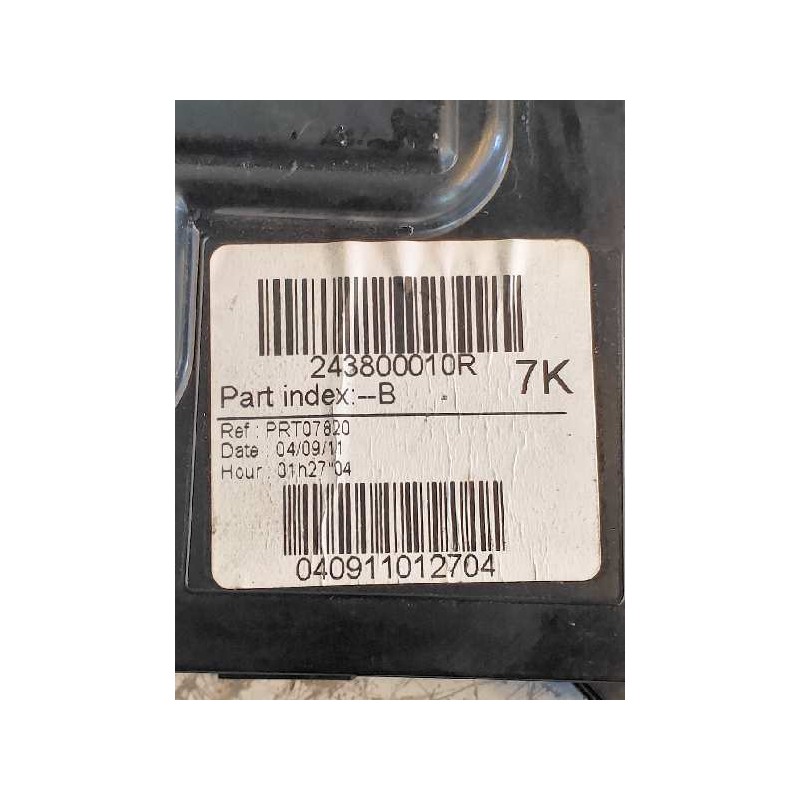 243800010R
7K
Part index:--B
Ref : PRT07820
Date : 04/09/11
Hour : 01h27"04
040911012704